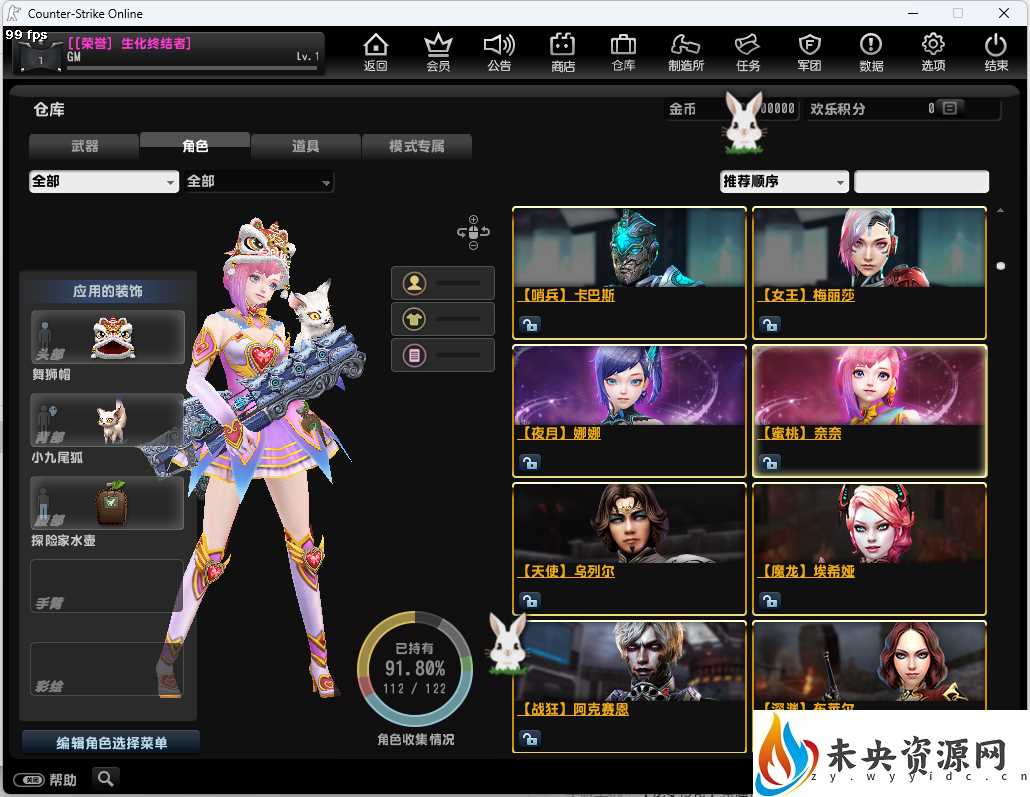 Counter-Strike Online
99 fps
[[荣誉] 生化终结者]
1
GM
Lv. 1
返回
会员
公告
商店
仓库
制造所
任务
军团
数据
选项
结束
仓库
金币
00000
欢乐积分
0
武器
角色
道具
模式专属
全部
全部
推荐顺序
应用的装饰
头部
舞狮帽
背部
小九尾狐
探险家水壶
手臂
彩绘
编辑角色选择菜单
已持有
91.80%
112 / 122
角色收集情况
【哨兵】卡巴斯
【女王】梅丽莎
【夜月】娜娜
【蜜桃】奈奈
【天使】乌列尔
【魔龙】埃希娅
【战狂】阿克赛恩
【深渊】布莱尔
帮助
未央资源网
zy.wyyidc.cn